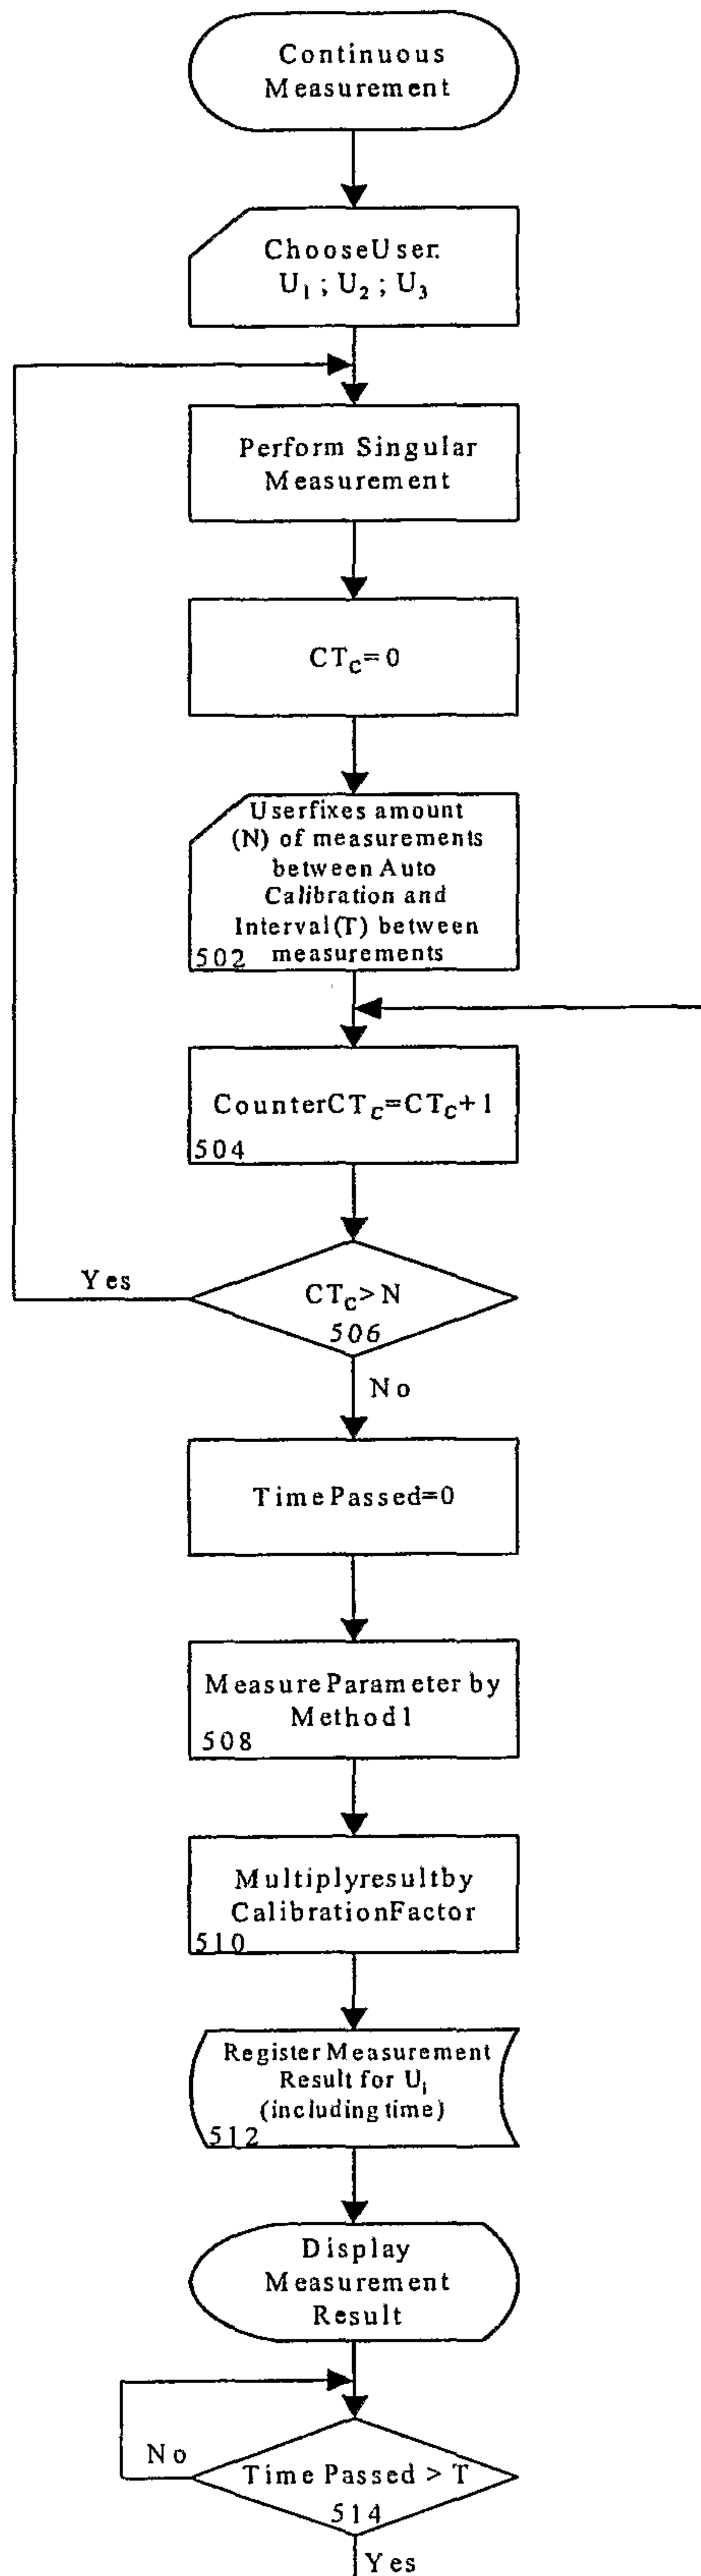 Continuous
Measurement
ChooseUser:
U1 ; U2 ; U3
Perform Singular
Measurement
CTC=0
Userfixes amount
(N) of measurements
between Auto
Calibration and
Interval(T) between
measurements
502
CounterCTC=CTC+1
504
Yes
CTC>N
506
No
TimePassed=0
MeasureParameter by
Method1
508
Multiplyresultby
CalibrationFactor
510
Register Measurement
Result for Ui
(including time)
512
Display
Measurement
Result
No
Time Passed > T
514
Yes